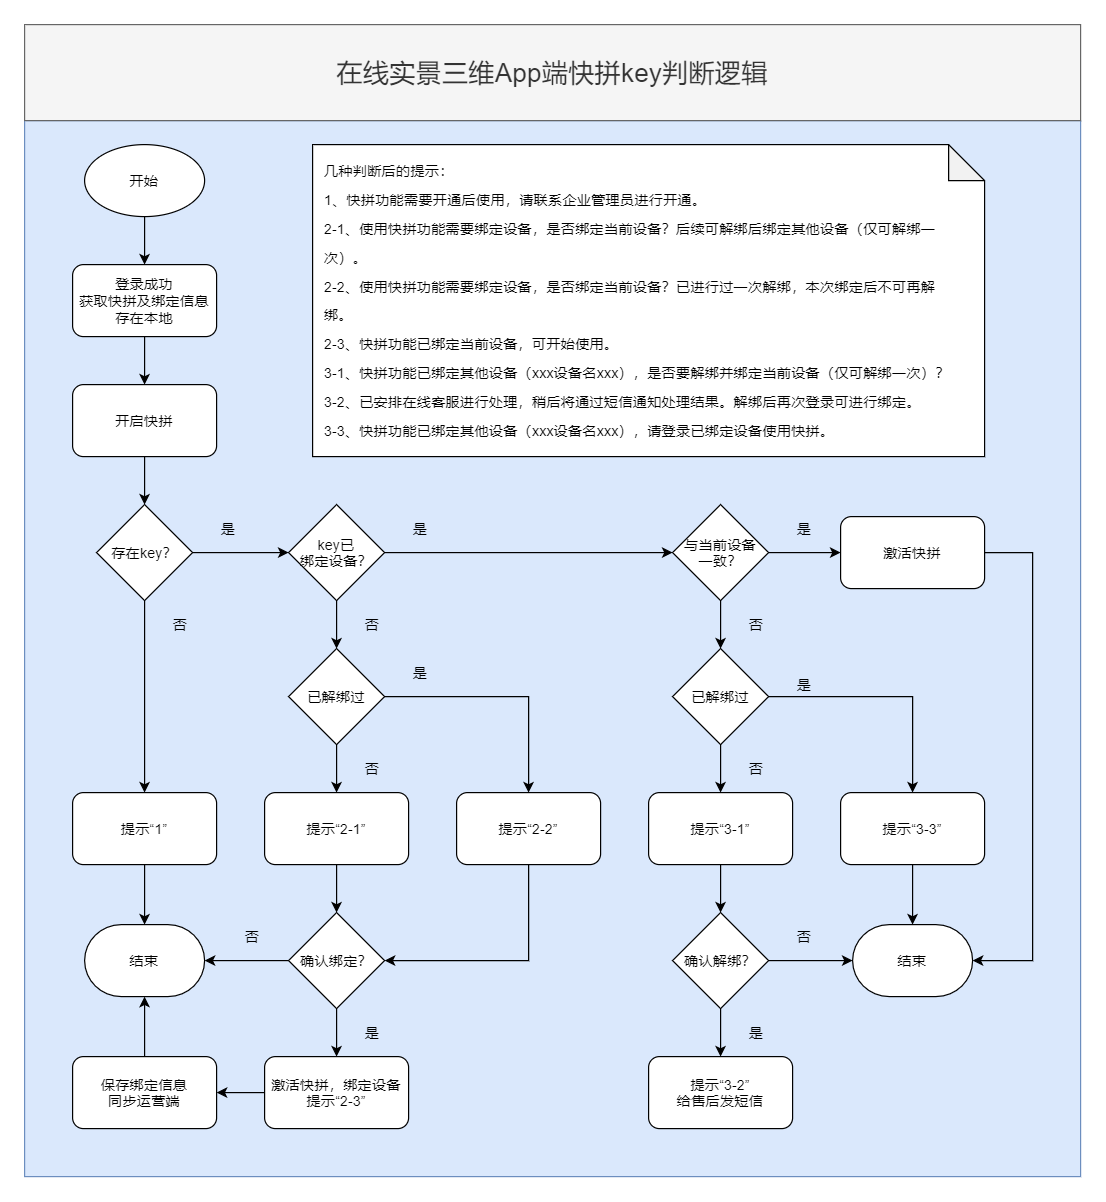 在线实景三维App端快拼key判断逻辑
开始
登录成功
获取快拼及绑定信息
存在本地
开启快拼
几种判断后的提示：
1、快拼功能需要开通后使用，请联系企业管理员进行开通。
2-1、使用快拼功能需要绑定设备，是否绑定当前设备？后续可解绑后绑定其他设备（仅可解绑一
次）。
2-2、使用快拼功能需要绑定设备，是否绑定当前设备？已进行过一次解绑，本次绑定后不可再解
绑。
2-3、快拼功能已绑定当前设备，可开始使用。
3-1、快拼功能已绑定其他设备（xxx设备名xxx），是否要解绑并绑定当前设备（仅可解绑一次）？
3-2、已安排在线客服进行处理，稍后将通过短信通知处理结果。解绑后再次登录可进行绑定。
3-3、快拼功能已绑定其他设备（xxx设备名xxx），请登录已绑定设备使用快拼。
存在key？
是
key已
绑定设备？
是
与当前设备
一致？
是
激活快拼
否
否
否
已解绑过
是
已解绑过
是
否
否
提示“1”
提示“2-1”
提示“2-2”
提示“3-1”
提示“3-3”
结束
否
确认绑定？
确认解绑？
否
结束
是
是
保存绑定信息
同步运营端
激活快拼，绑定设备
提示“2-3”
提示“3-2”
给售后发短信